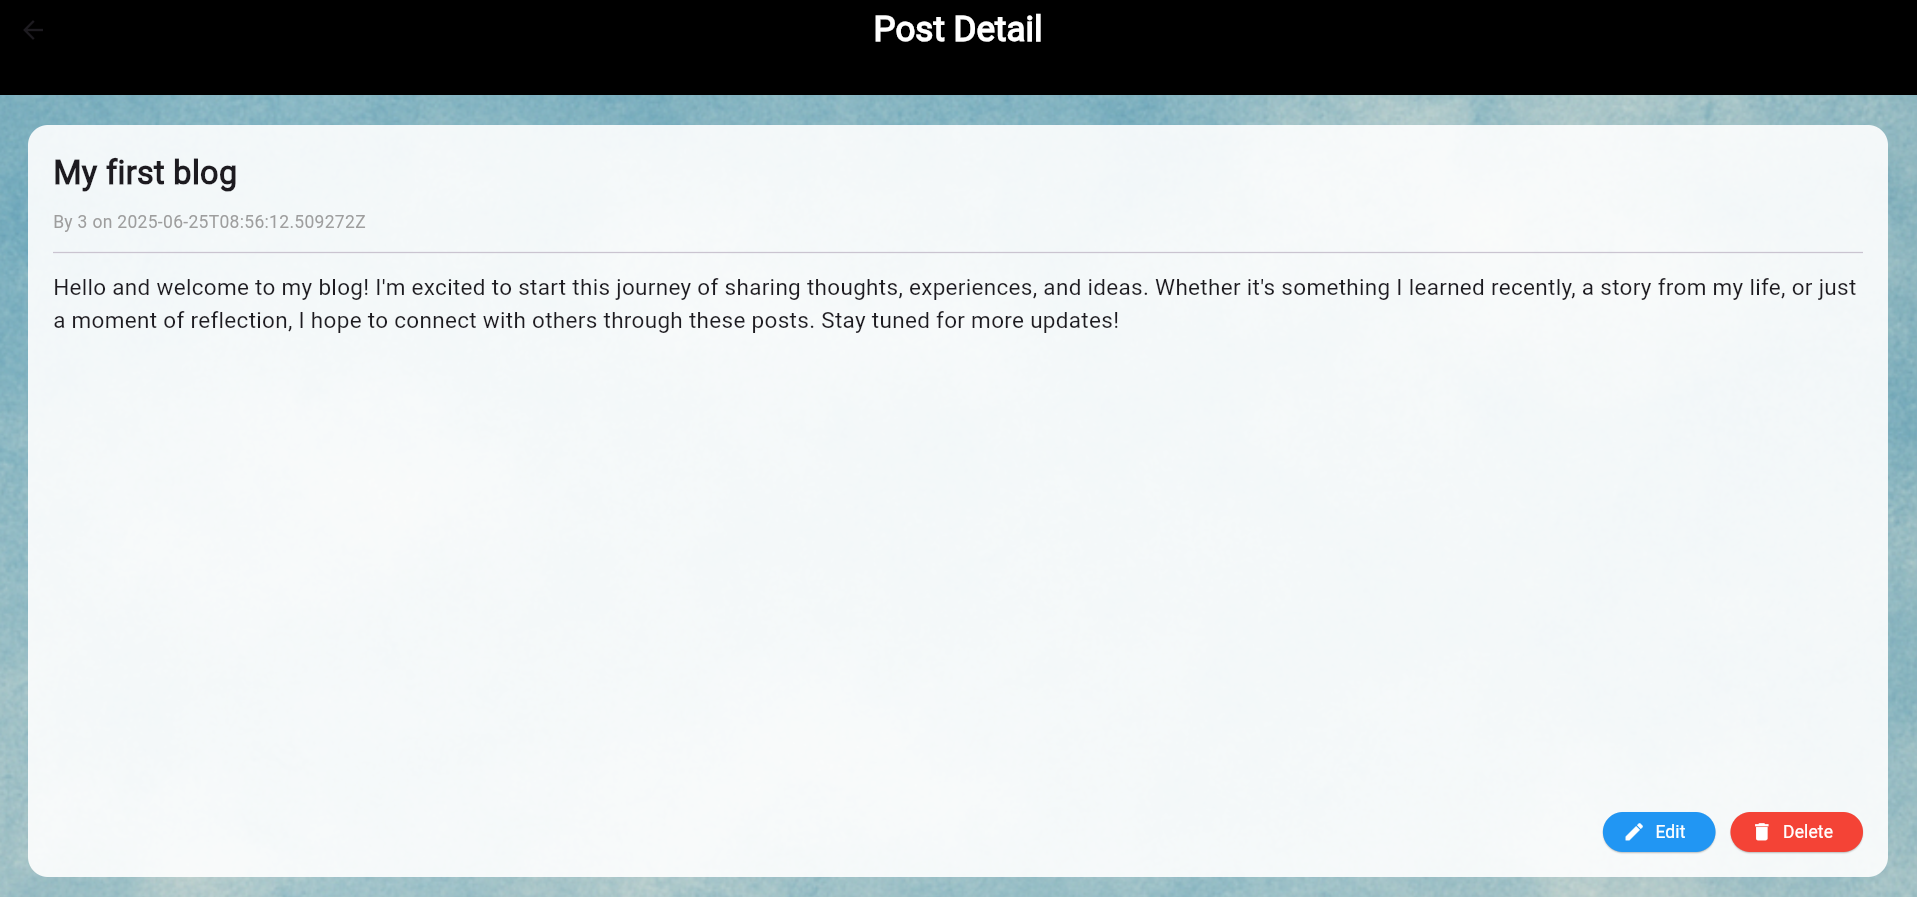 Post Detail
My first blog
By 3 on 2025-06-25T08:56:12.509272Z
Hello and welcome to my blog! I'm excited to start this journey of sharing thoughts, experiences, and ideas. Whether it's something I learned recently, a story from my life, or just
a moment of reflection, I hope to connect with others through these posts. Stay tuned for more updates!
Edit
Delete